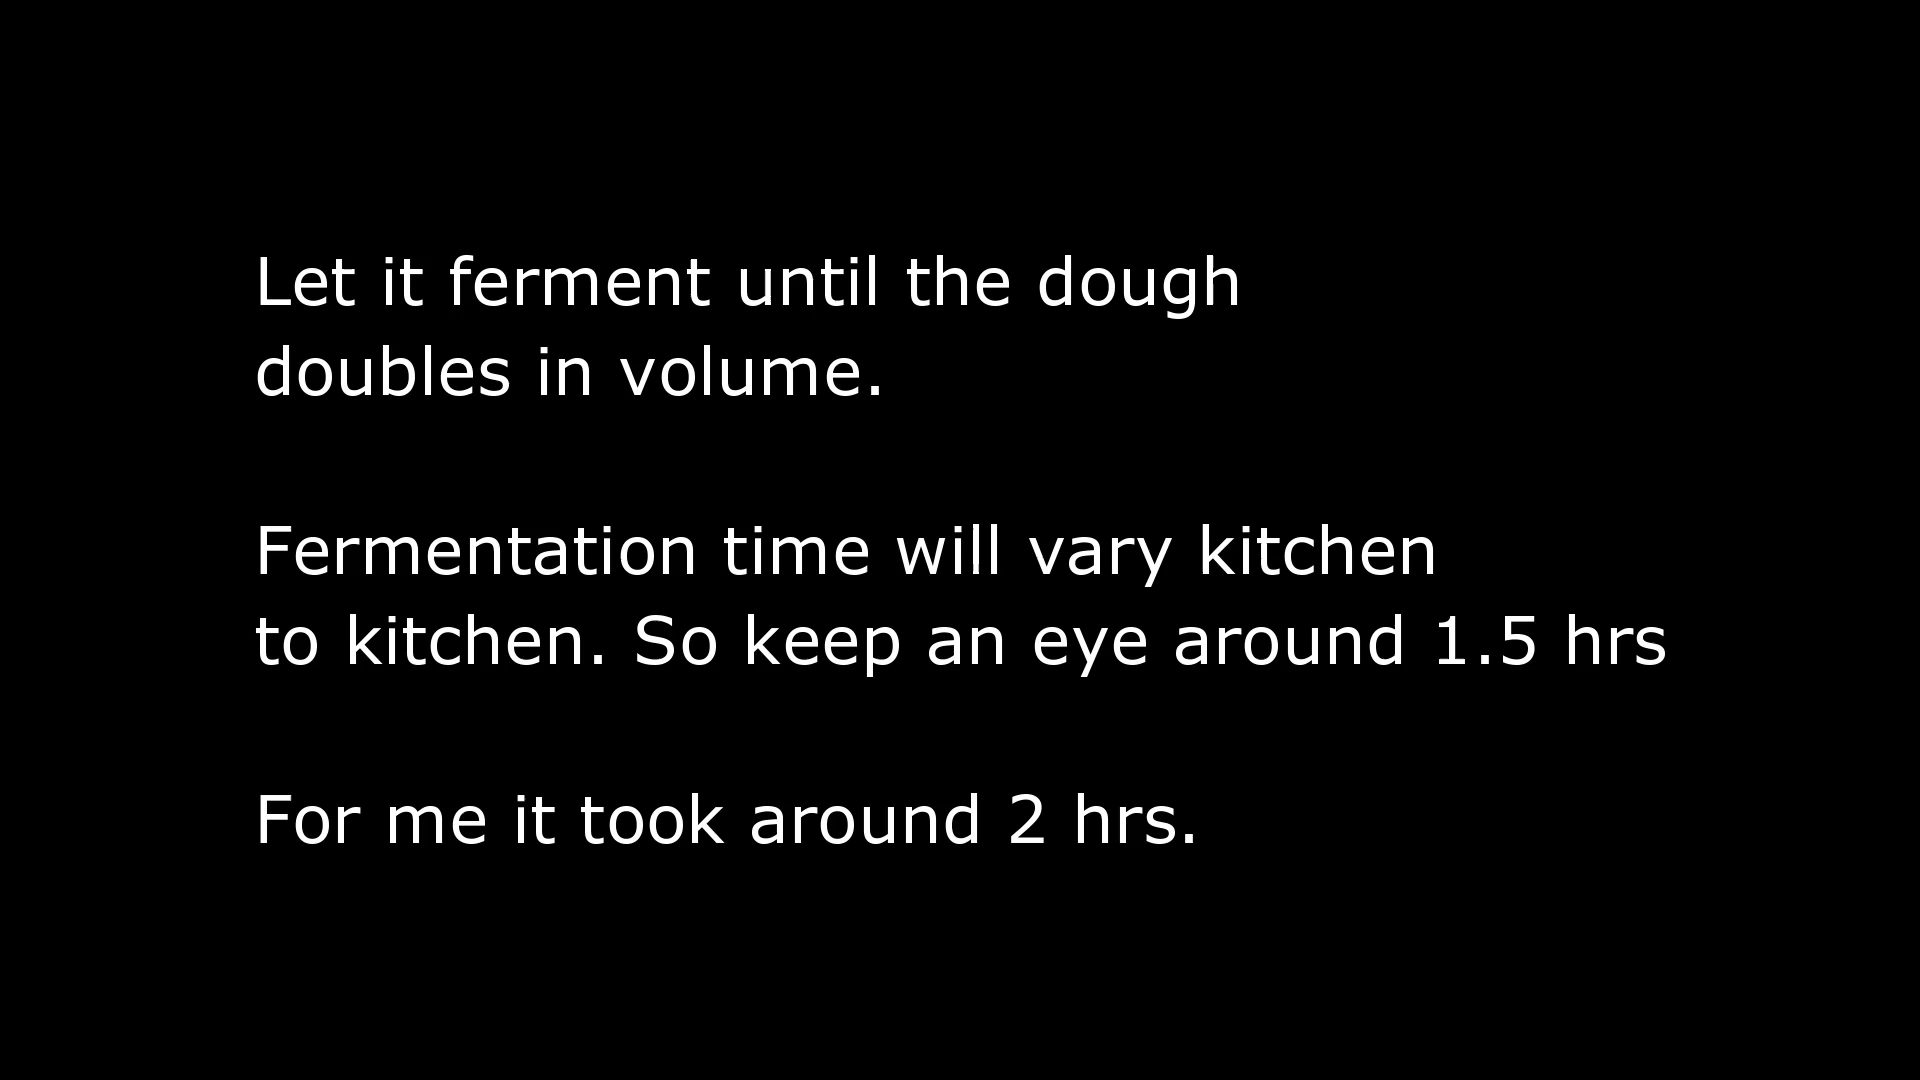 Let it ferment until the dough
doubles in volume.
Fermentation time will vary kitchen
to kitchen. So keep an eye around 1.5 hrs
For me it took around 2 hrs.